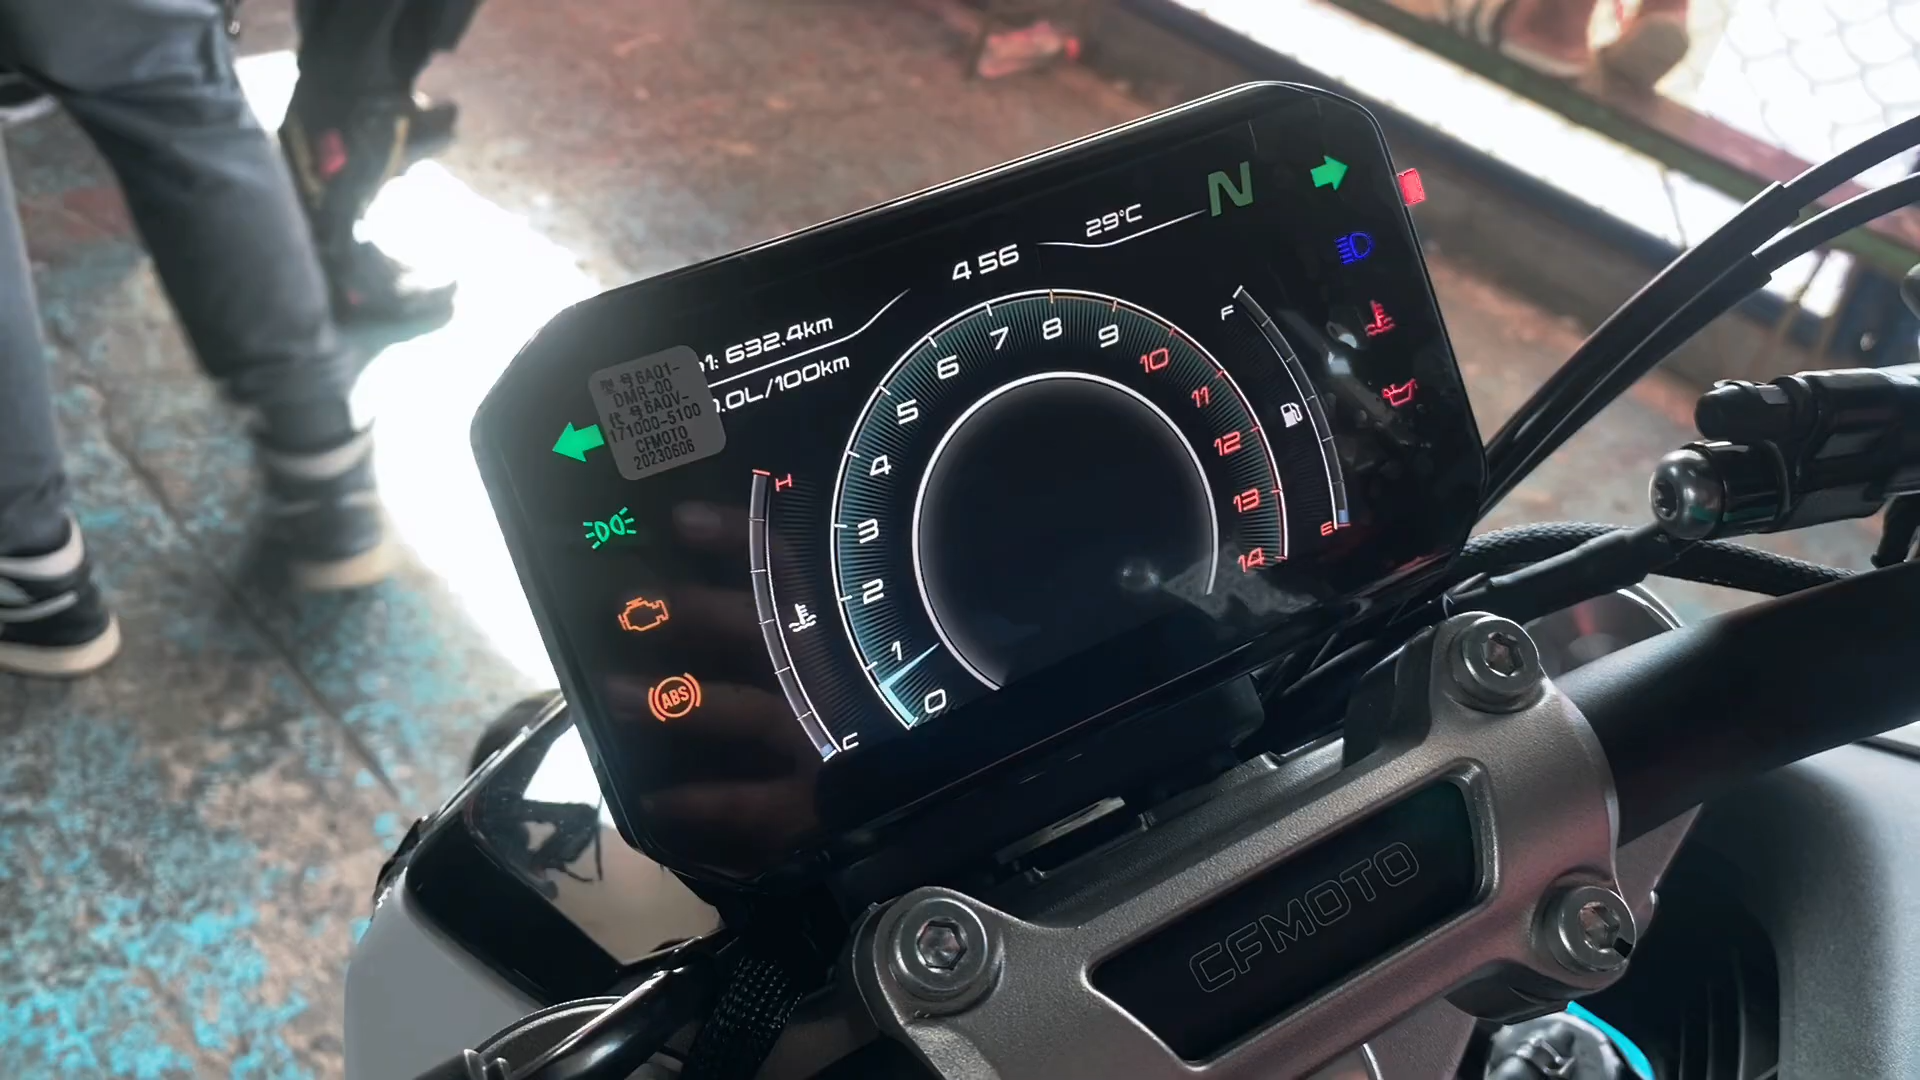 N
29°C
4 56
1: 632.4km
.0L/100km
型 号6AQ1-
DMR-00
代 号6AQV-
171000-5100
CFMOTO
20230606
H
C
F
E
0
1
2
3
4
5
6
7
8
9
10
11
12
13
14
ABS
CFMOTO